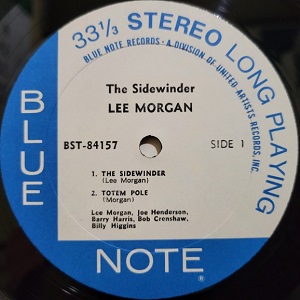 33⅓ STEREO LONG PLAYING
BLUE NOTE RECORDS • A DIVISION OF UNITED ARTISTS RECORDS, INC.
The Sidewinder
LEE MORGAN
BST-84157
SIDE 1
1. THE SIDEWINDER
(Lee Morgan)
2. TOTEM POLE
(Morgan)
Lee Morgan, Joe Henderson,
Barry Harris, Bob Crenshaw,
Billy Higgins
BLUE
NOTE
®